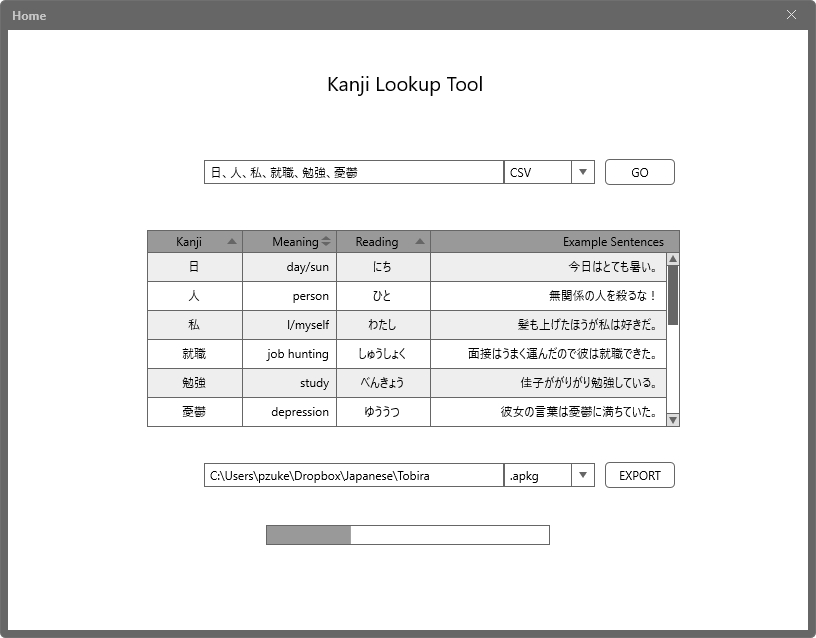 Home
Kanji Lookup Tool
日、人、私、就職、勉強、憂鬱 CSV GO
Kanji Meaning Reading Example Sentences
日 day/sun にち 今日はとても暑い。
人 person ひと 無関係の人を殺るな！
私 I/myself わたし 髪も上げたほうが私は好きだ。
就職 job hunting しゅうしょく 面接はうまく運んだので彼は就職できた。
勉強 study べんきょう 佳子ががりがり勉強している。
憂鬱 depression ゆううつ 彼女の言葉は憂鬱に満ちていた。
C:\Users\pzuke\Dropbox\Japanese\Tobira .apkg EXPORT